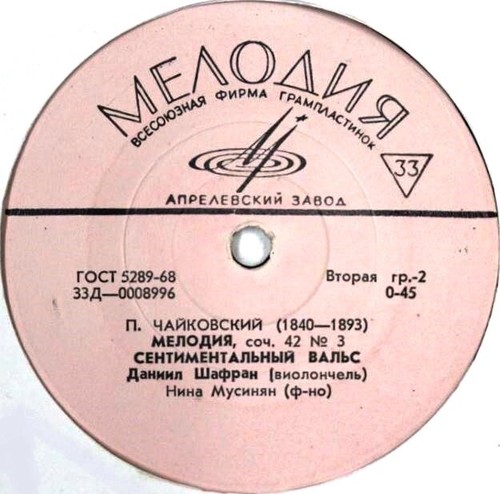 МЕЛОДИЯ
ВСЕСОЮЗНАЯ ФИРМА ГРАМПЛАСТИНОК
33
АПРЕЛЕВСКИЙ ЗАВОД
ГОСТ 5289-68 Вторая гр.-2
33Д—0008996 0-45
П. ЧАЙКОВСКИЙ (1840—1893)
МЕЛОДИЯ, соч. 42 № 3
СЕНТИМЕНТАЛЬНЫЙ ВАЛЬС
Даниил Шафран (виолончель)
Нина Мусинян (ф-но)